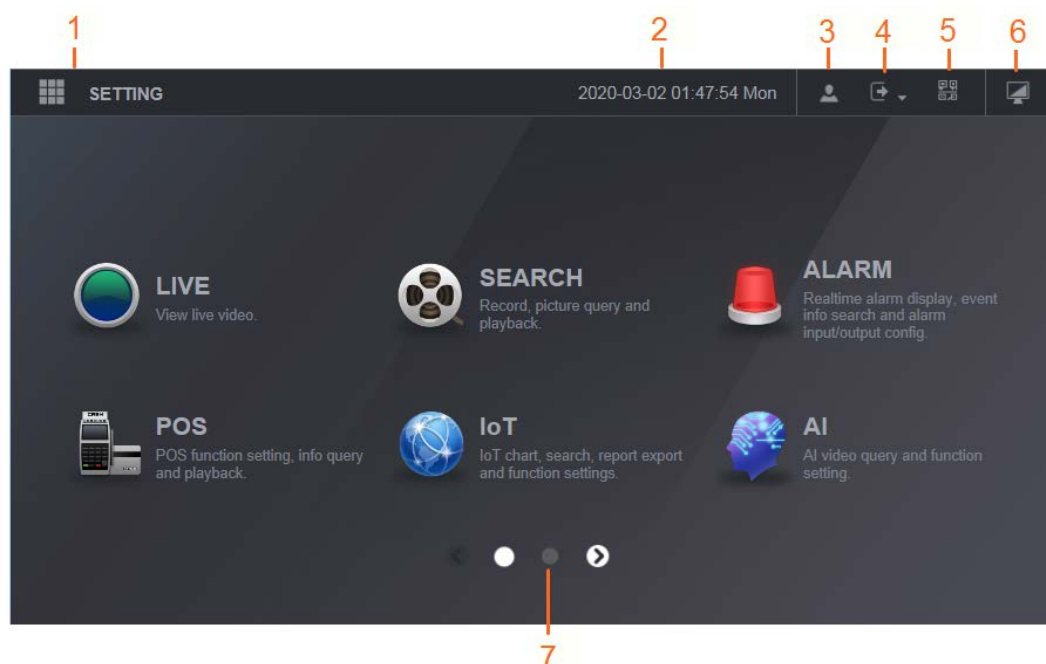 1 2 3 4 5 6
SETTING 2020-03-02 01:47:54 Mon
LIVE
View live video.
SEARCH
Record, picture query and
playback.
ALARM
Realtime alarm display, event
info search and alarm
input/output config.
POS
POS function setting, info query
and playback.
IoT
IoT chart, search, report export
and function settings.
AI
AI video query and function
setting.
7